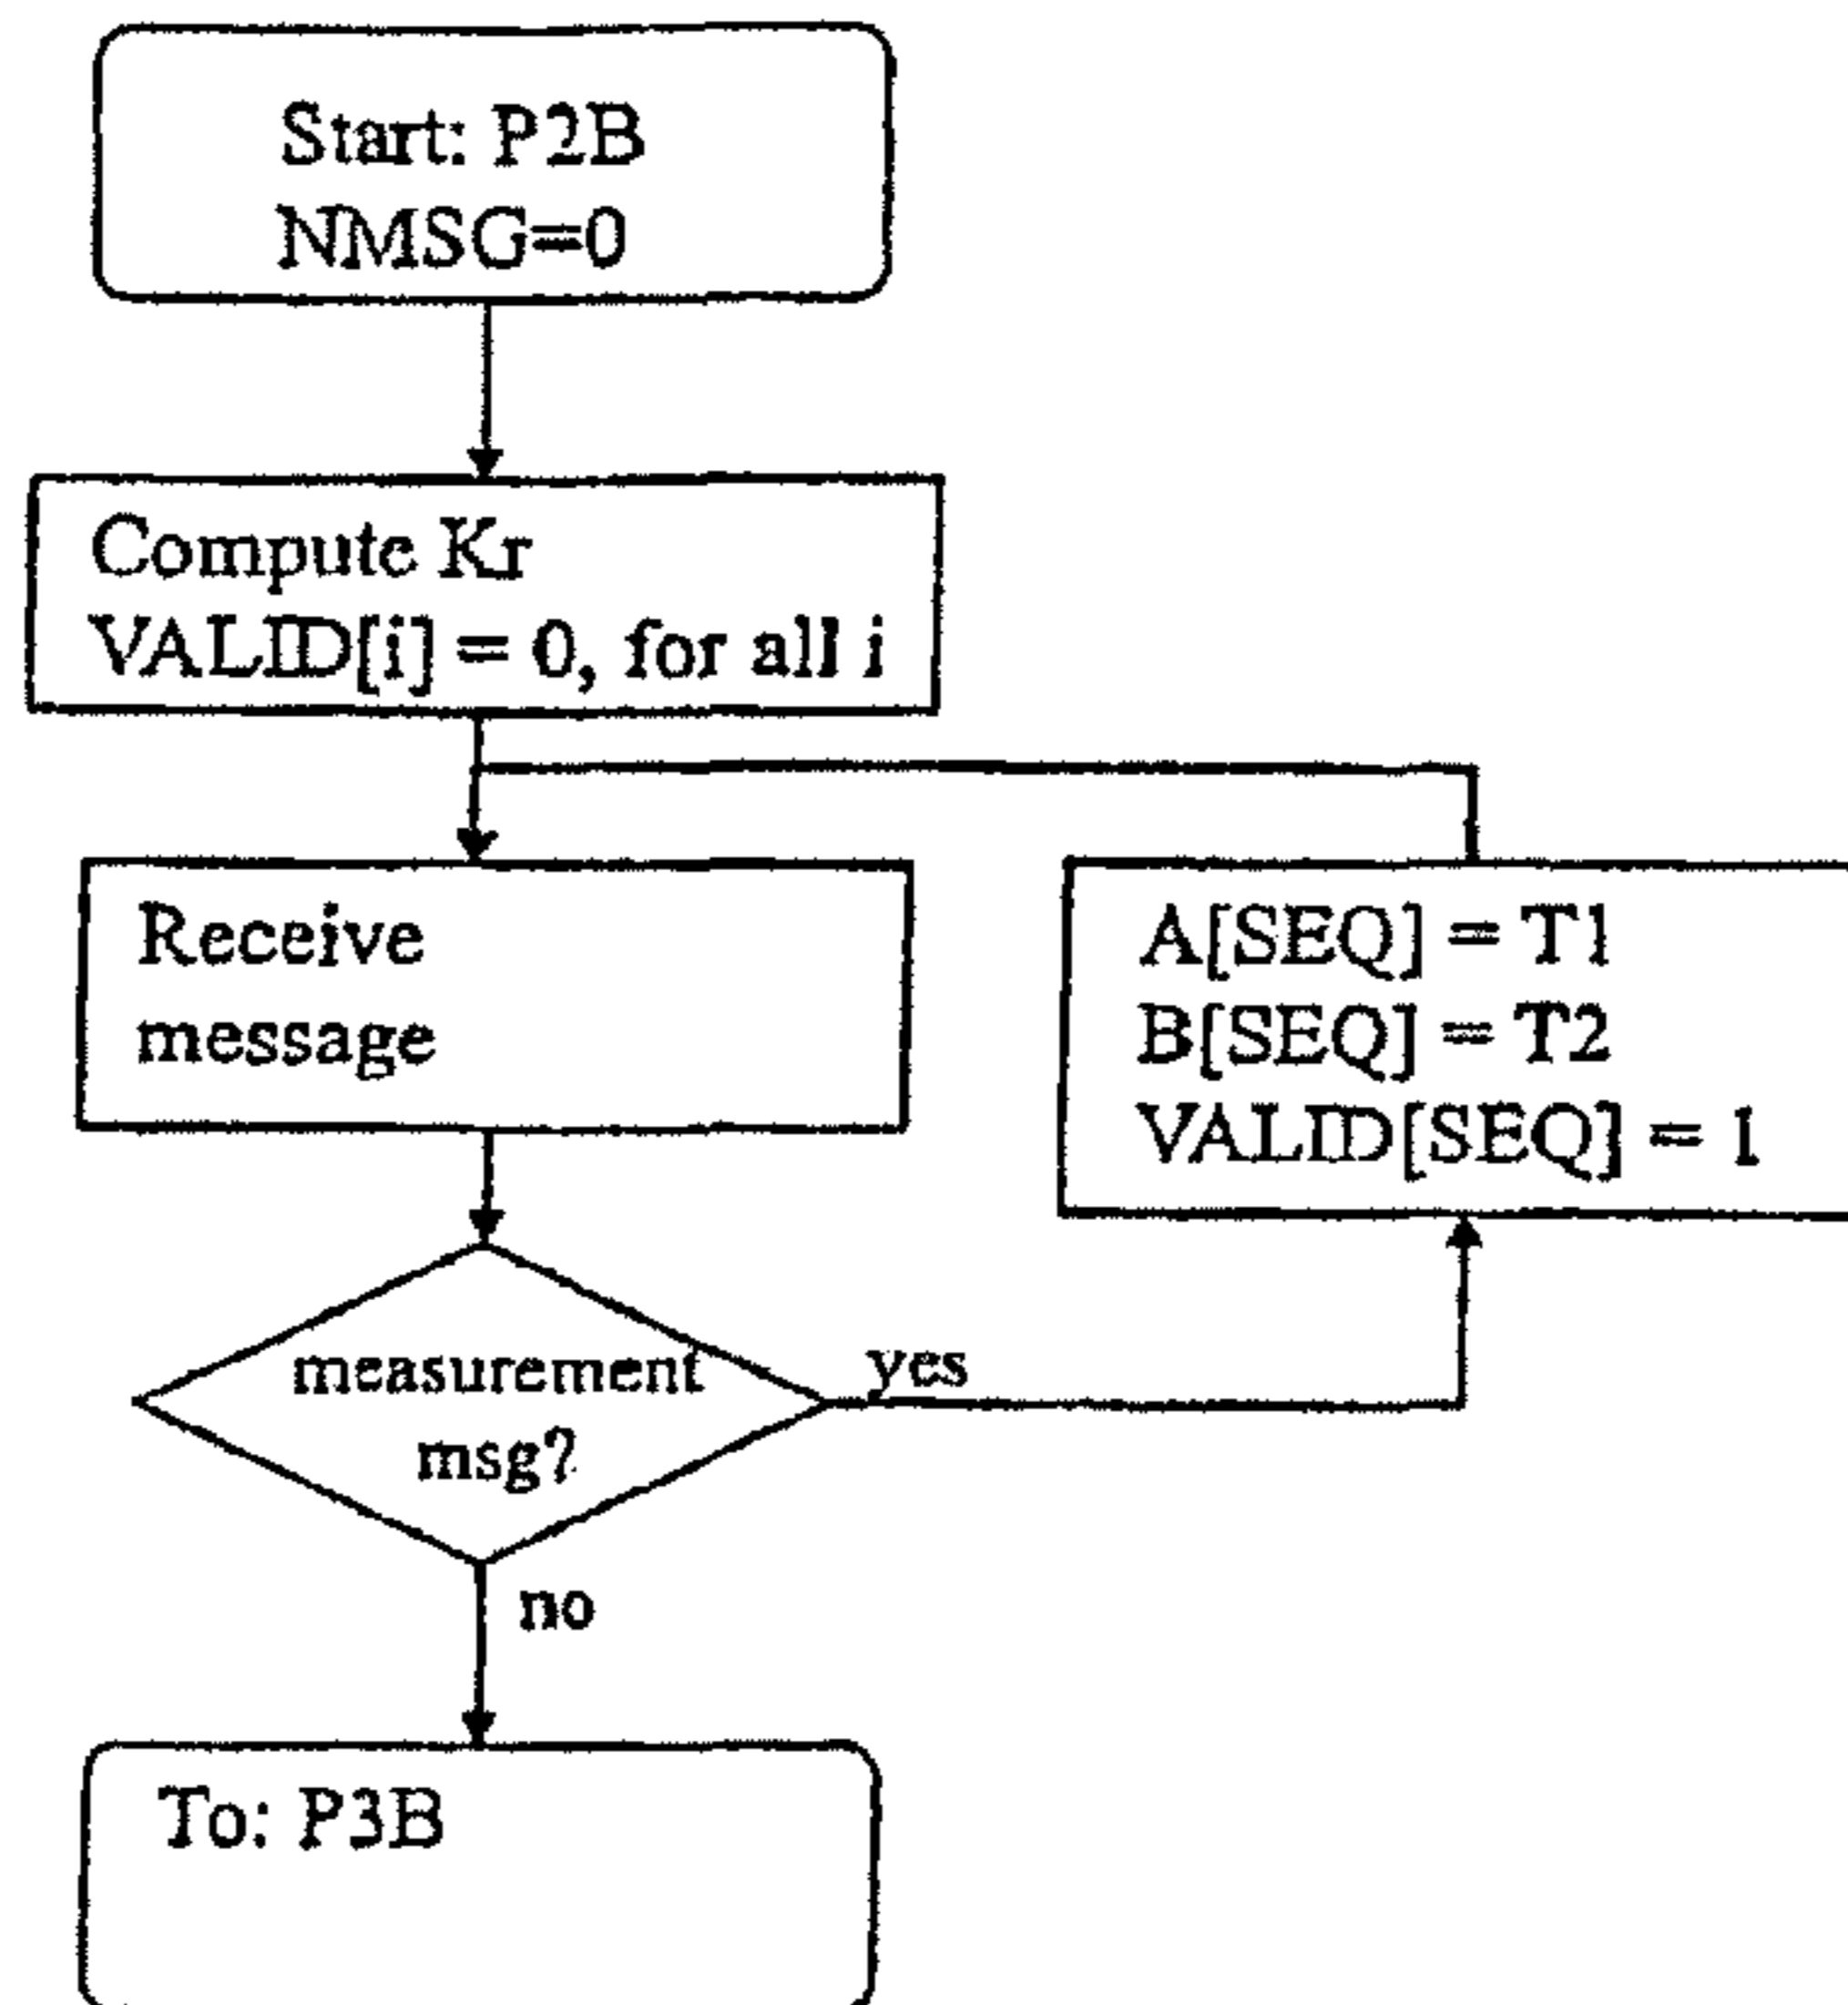 Start: P2B
NMSG=0
Compute Kr
VALID[i] = 0, for all i
Receive
message
A[SEQ] = T1
B[SEQ] = T2
VALID[SEQ] = 1
measurement
msg?
yes
no
To: P3B